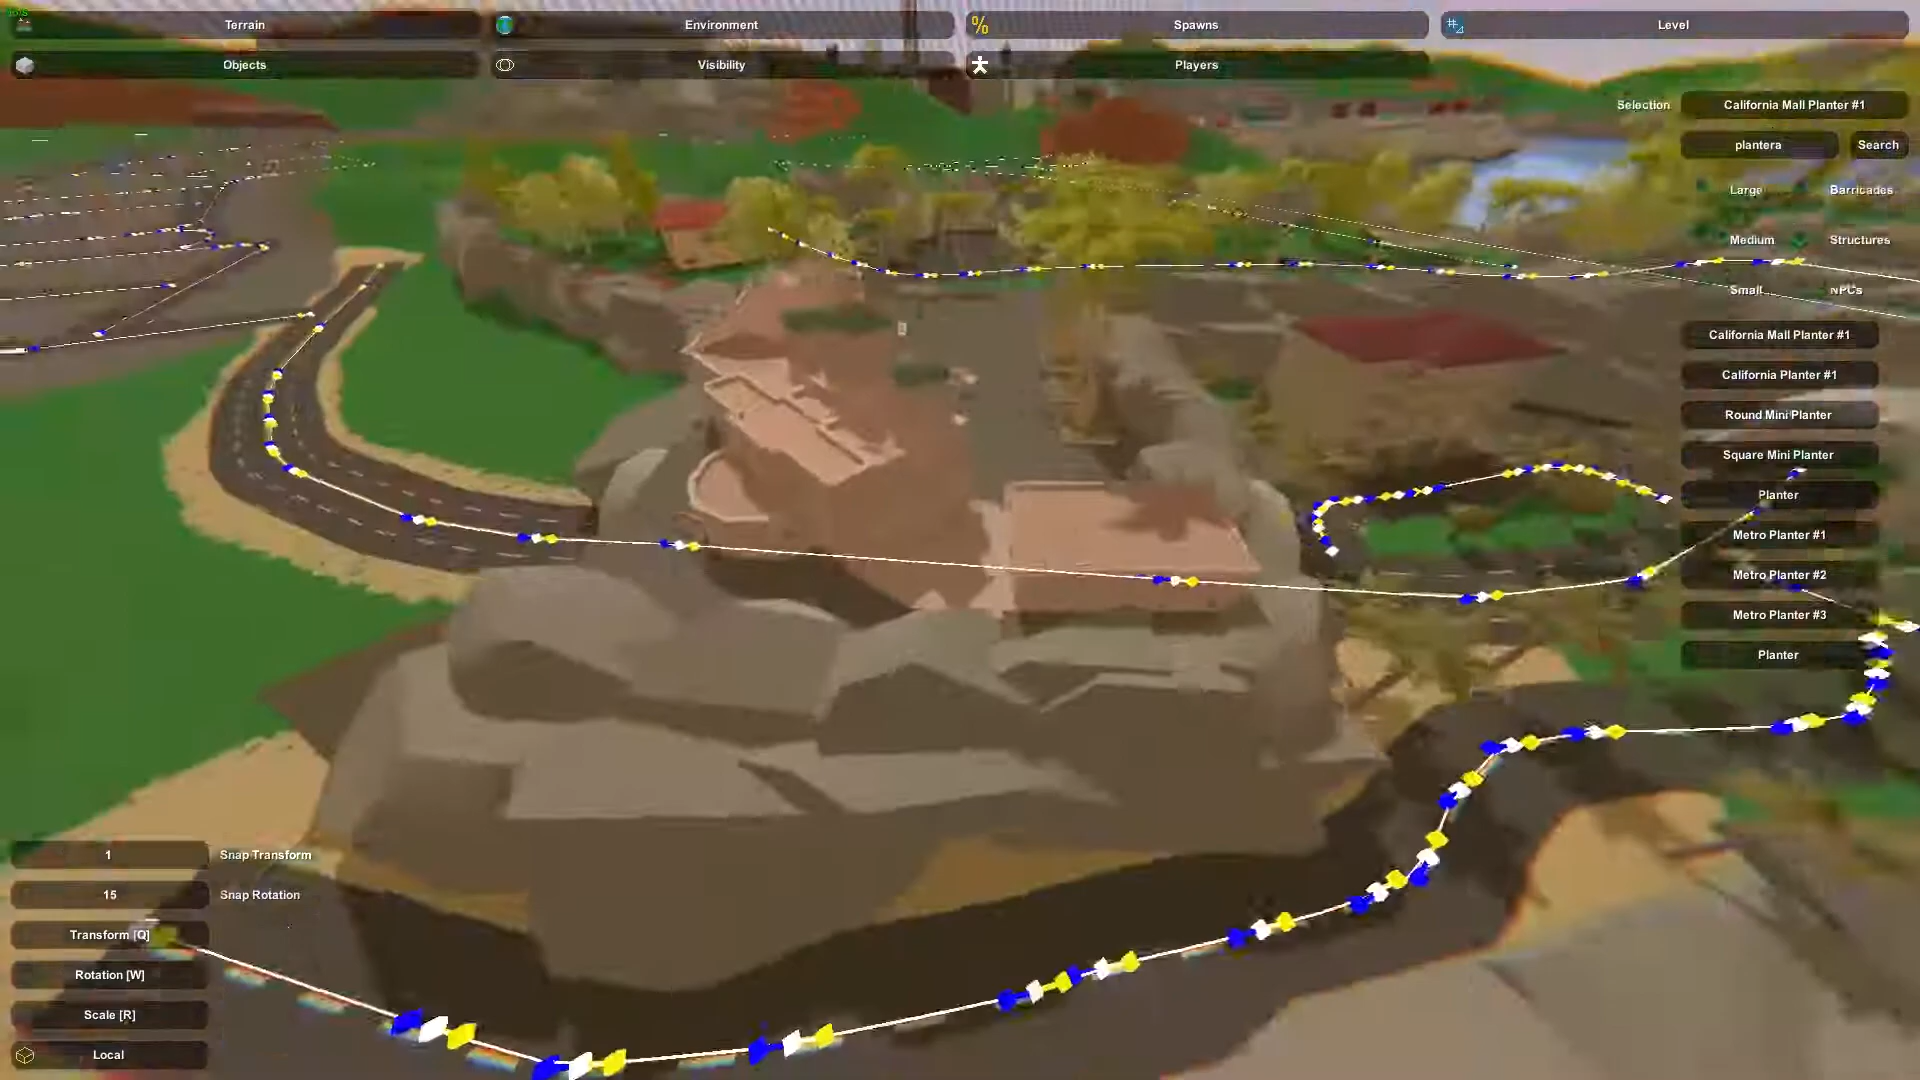 Terrain
Environment
Spawns
Level
Objects
Visibility
Players
Selection
California Mall Planter #1
plantera
Search
Large
Barricades
Medium
Structures
Small
NPCs
California Mall Planter #1
California Planter #1
Round Mini Planter
Square Mini Planter
Planter
Metro Planter #1
Metro Planter #2
Metro Planter #3
Planter
1
Snap Transform
15
Snap Rotation
Transform [Q]
Rotation [W]
Scale [R]
Local